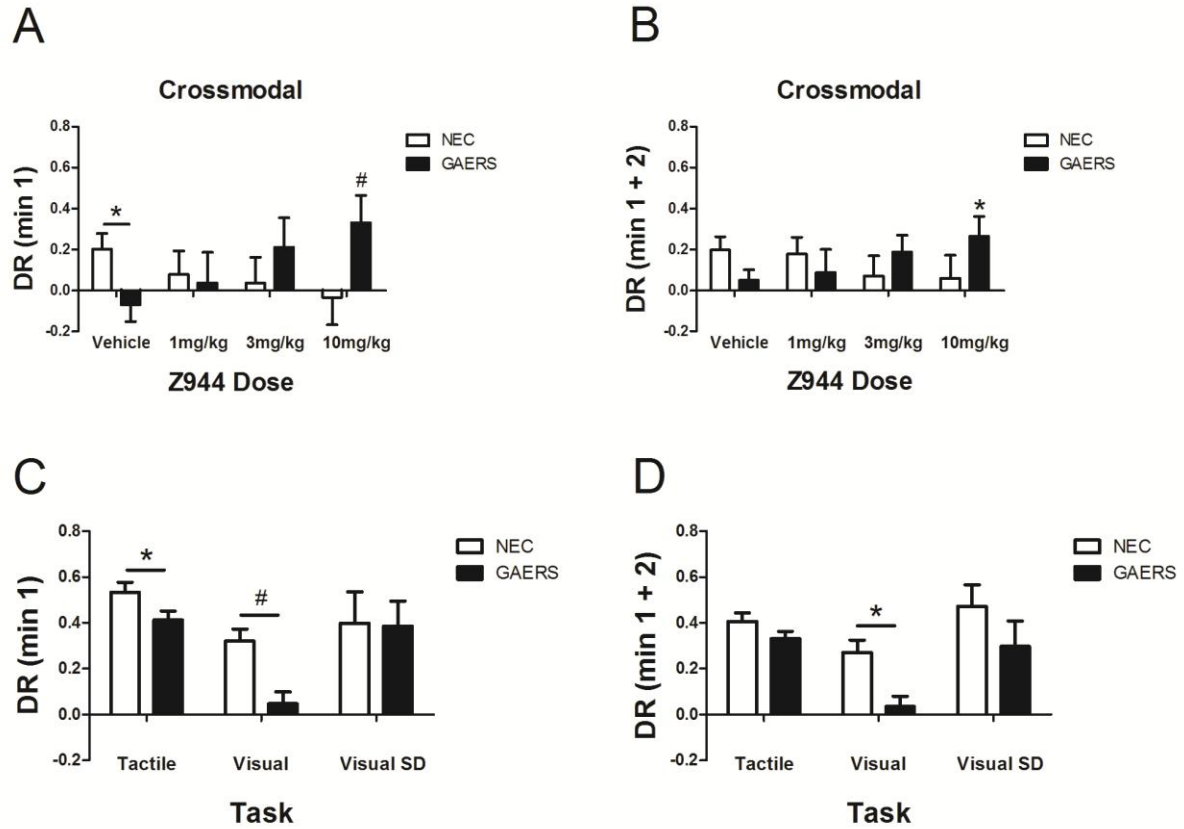 A
Crossmodal
DR (min 1)
0.8
0.6
0.4
0.2
0.0
-0.2
*
#
NEC
GAERS
Vehicle 1mg/kg 3mg/kg 10mg/kg
Z944 Dose
B
Crossmodal
DR (min 1 + 2)
0.8
0.6
0.4
0.2
0.0
-0.2
*
NEC
GAERS
Vehicle 1mg/kg 3mg/kg 10mg/kg
Z944 Dose
C
DR (min 1)
0.8
0.6
0.4
0.2
0.0
-0.2
*
#
NEC
GAERS
Tactile Visual Visual SD
Task
D
DR (min 1 + 2)
0.8
0.6
0.4
0.2
0.0
-0.2
*
NEC
GAERS
Tactile Visual Visual SD
Task